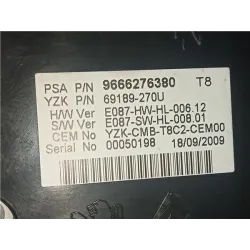 PSA P/N 9666276380 T8
YZK P/N 69189-270U
H/W Ver E087-HW-HL-006.12
S/W Ver E087-SW-HL-008.01
CEM No YZK-CMB-T8C2-CEM00
Serial No 00050198 18/09/2009